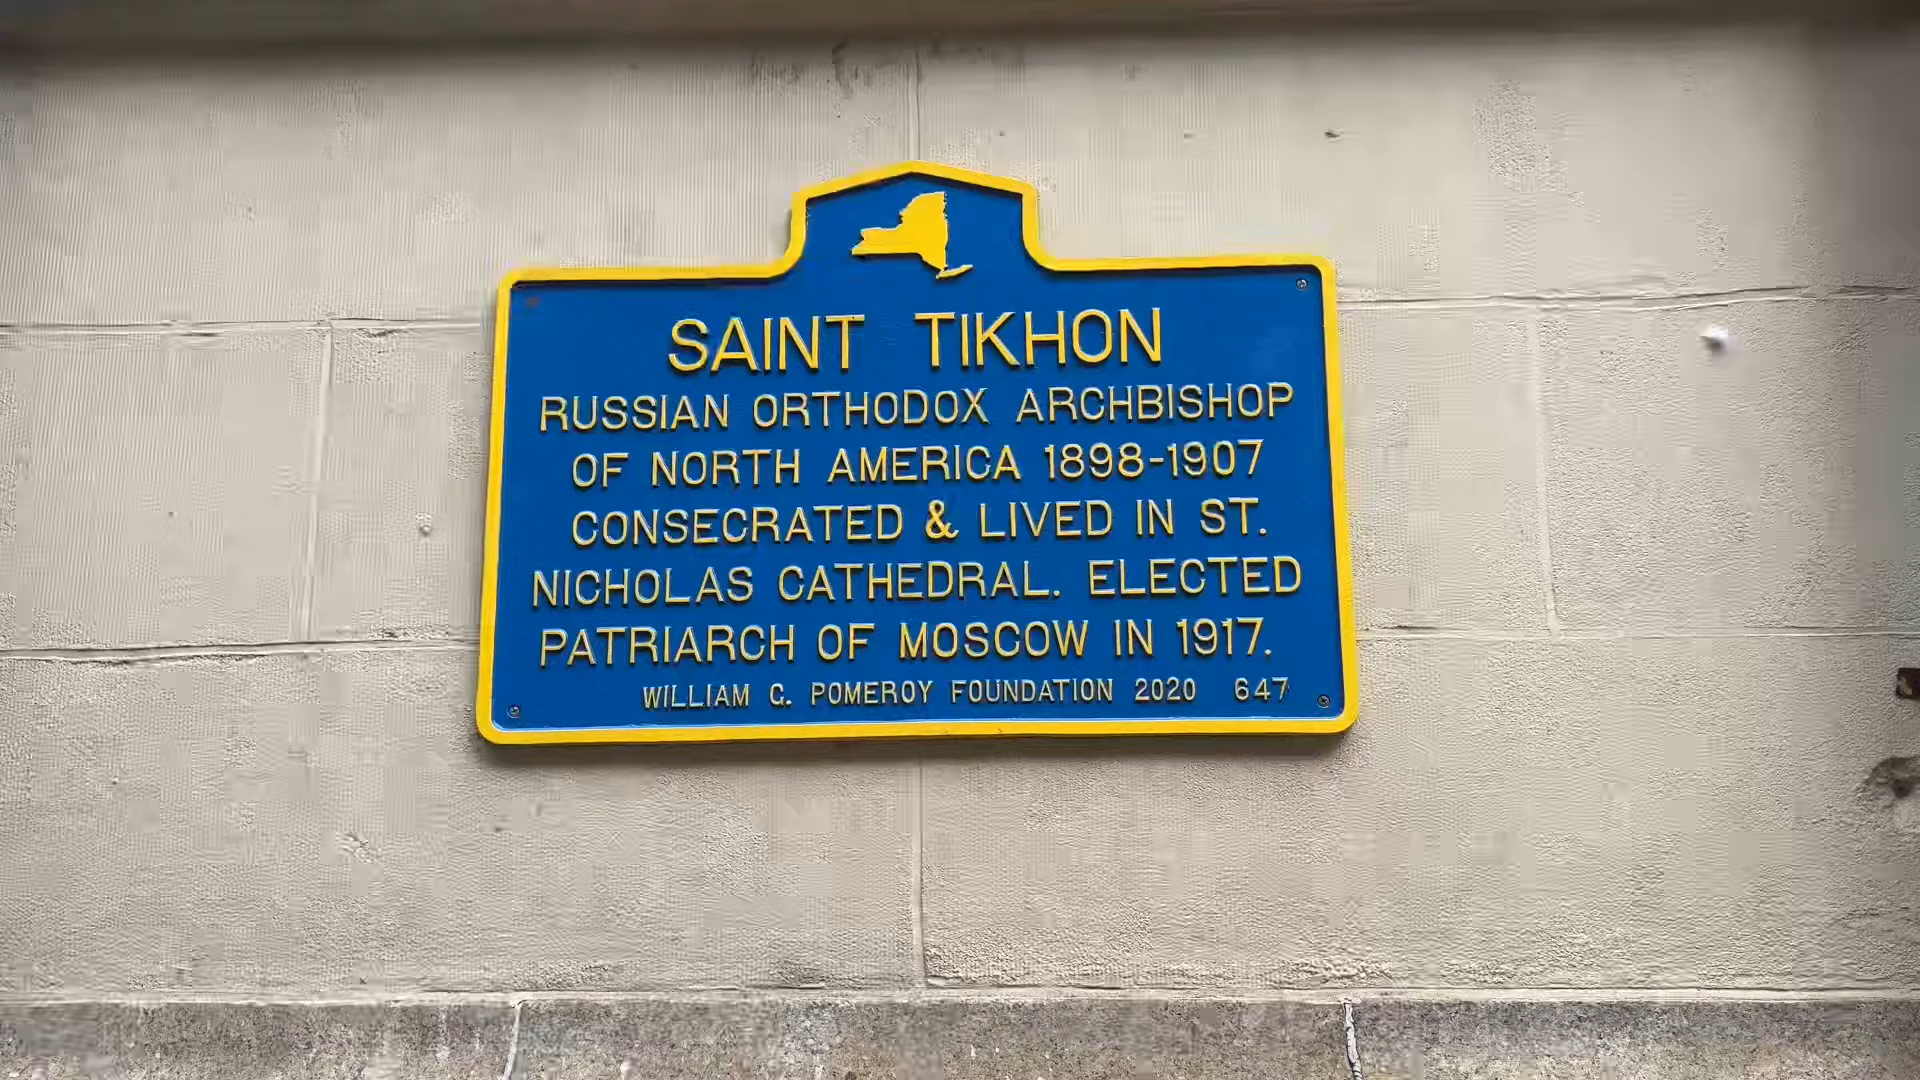 SAINT TIKHON
RUSSIAN ORTHODOX ARCHBISHOP
OF NORTH AMERICA 1898-1907
CONSECRATED & LIVED IN ST.
NICHOLAS CATHEDRAL. ELECTED
PATRIARCH OF MOSCOW IN 1917.
WILLIAM G. POMEROY FOUNDATION 2020 647